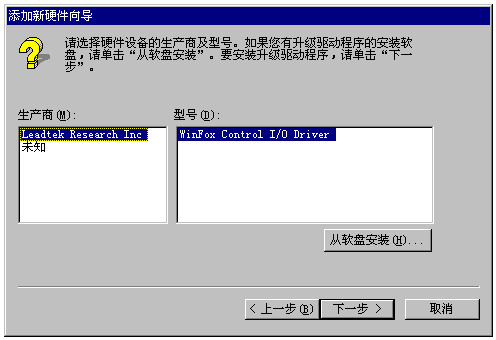 添加新硬件向导
请选择硬件设备的生产商及型号。如果您有升级驱动程序的安装软
盘，请单击“从软盘安装”。要安装升级驱动程序，请单击“下一
步”。
生产商(M):
型号(D):
Leadtek Research Inc
未知
WinFox Control I/O Driver
从软盘安装(H)...
< 上一步(B)
下一步 >
取消